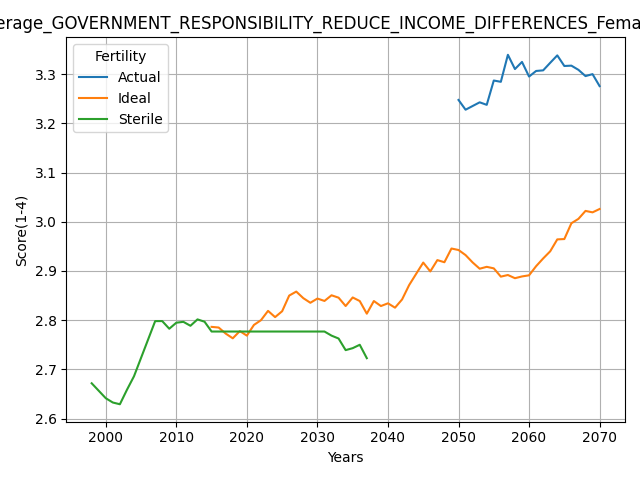 erage_GOVERNMENT_RESPONSIBILITY_REDUCE_INCOME_DIFFERENCES_Fema
Fertility
Actual
Ideal
Sterile
Score(1-4)
3.3
3.2
3.1
3.0
2.9
2.8
2.7
2.6
2000 2010 2020 2030 2040 2050 2060 2070
Years